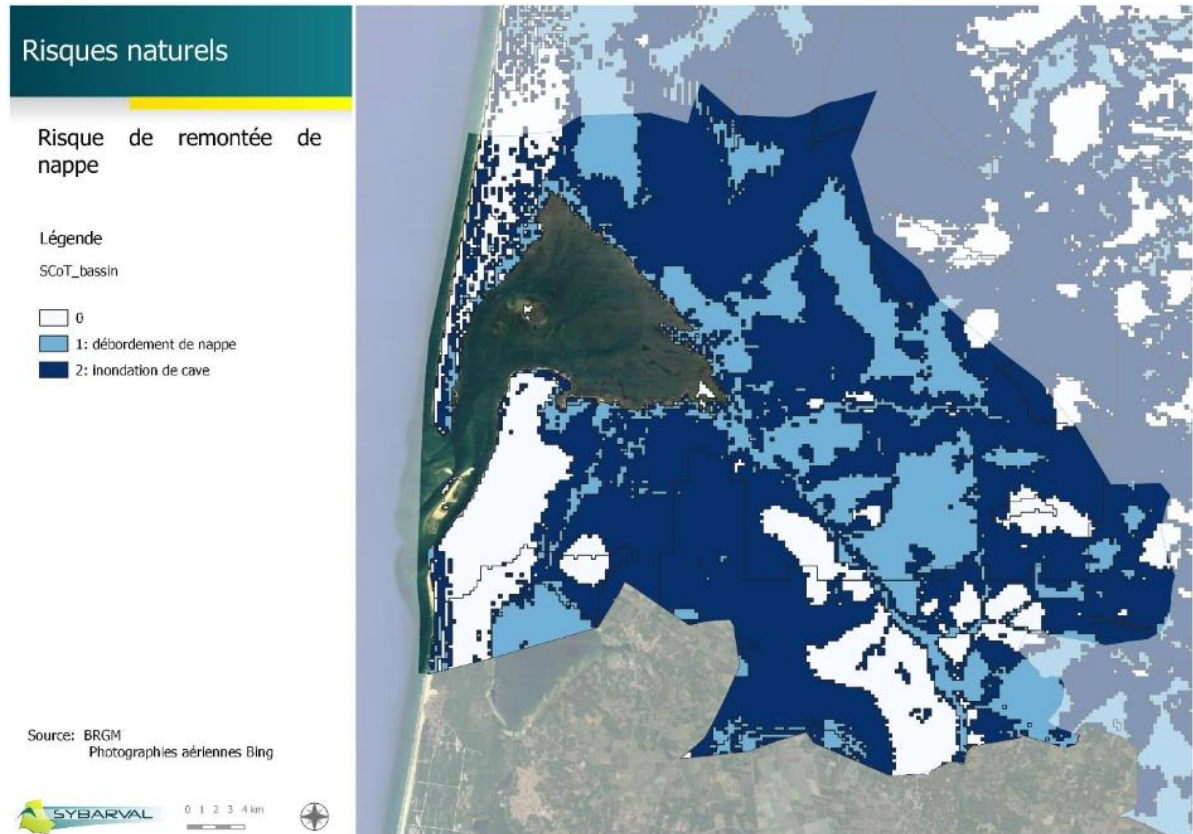 Risques naturels
Risque de remontée de
nappe
Légende
SCoT_bassin
0
1: débordement de nappe
2: inondation de cave
Source: BRGM
Photographies aériennes Bing
SYBARVAL
0 1 2 3 4 km